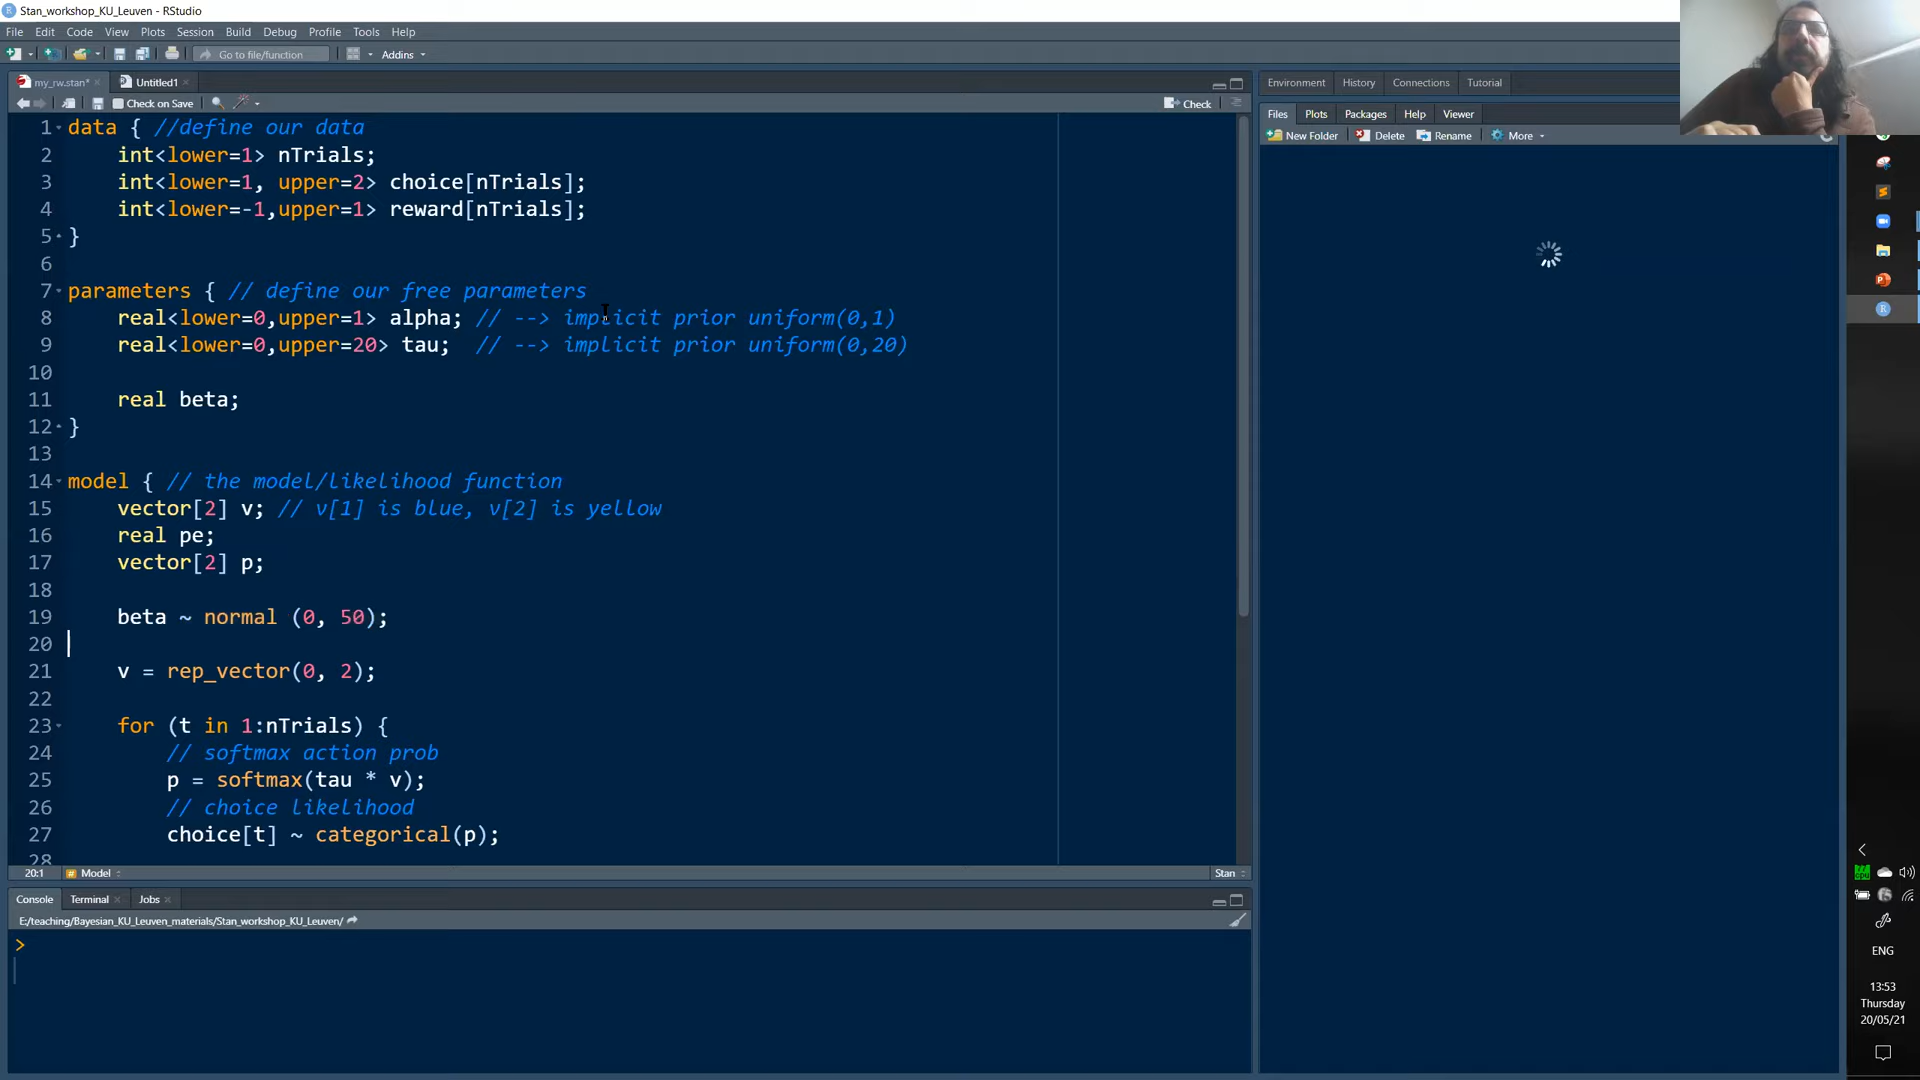 Stan_workshop_KU_Leuven - RStudio
File Edit Code View Plots Session Build Debug Profile Tools Help
Go to file/function Addins
my_rw.stan* Untitled1
Check on Save Check
1 data { //define our data
2 int<lower=1> nTrials;
3 int<lower=1, upper=2> choice[nTrials];
4 int<lower=-1,upper=1> reward[nTrials];
5 }
6
7 parameters { // define our free parameters
8 real<lower=0,upper=1> alpha; // --> implicit prior uniform(0,1)
9 real<lower=0,upper=20> tau; // --> implicit prior uniform(0,20)
10
11 real beta;
12 }
13
14 model { // the model/likelihood function
15 vector[2] v; // v[1] is blue, v[2] is yellow
16 real pe;
17 vector[2] p;
18
19 beta ~ normal (0, 50);
20
21 v = rep_vector(0, 2);
22
23 for (t in 1:nTrials) {
24 // softmax action prob
25 p = softmax(tau * v);
26 // choice likelihood
27 choice[t] ~ categorical(p);
28
20:1 # Model Stan
Console Terminal Jobs
E:/teaching/Bayesian_KU_Leuven_materials/Stan_workshop_KU_Leuven/
>
Environment History Connections Tutorial
Files Plots Packages Help Viewer
New Folder Delete Rename More
ENG
13:53
Thursday
20/05/21